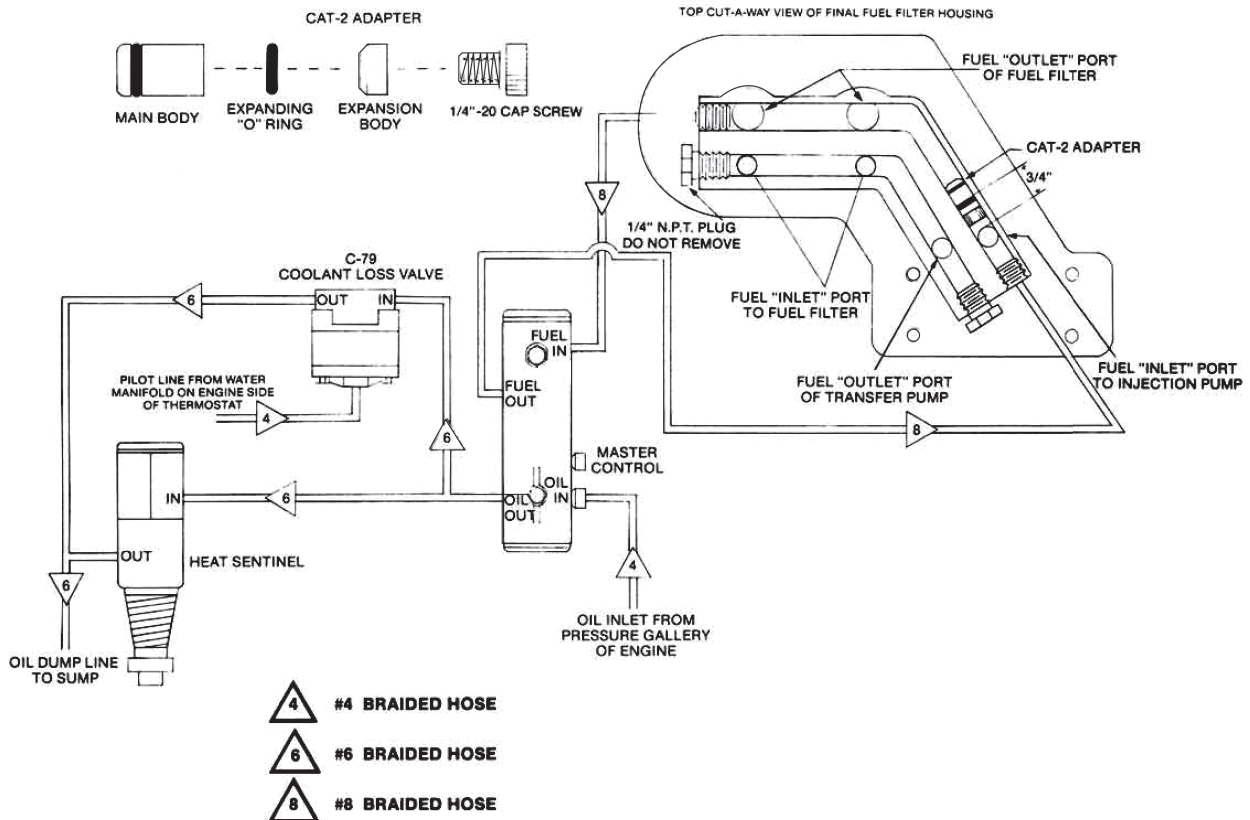 CAT-2 ADAPTER
MAIN BODY
EXPANDING
"O" RING
EXPANSION
BODY
1/4"-20 CAP SCREW
TOP CUT-A-WAY VIEW OF FINAL FUEL FILTER HOUSING
FUEL "OUTLET" PORT
OF FUEL FILTER
CAT-2 ADAPTER
3/4"
8
1/4" N.P.T. PLUG
DO NOT REMOVE
FUEL "INLET" PORT
TO FUEL FILTER
FUEL "OUTLET" PORT
OF TRANSFER PUMP
FUEL "INLET" PORT
TO INJECTION PUMP
8
C-79
COOLANT LOSS VALVE
OUT IN
6
PILOT LINE FROM WATER
MANIFOLD ON ENGINE SIDE
OF THERMOSTAT
4
6
FUEL
IN
FUEL
OUT
MASTER
CONTROL
OIL
IN
OIL
OUT
IN
6
OUT
HEAT SENTINEL
6
4
OIL INLET FROM
PRESSURE GALLERY
OF ENGINE
OIL DUMP LINE
TO SUMP
4 #4 BRAIDED HOSE
6 #6 BRAIDED HOSE
8 #8 BRAIDED HOSE